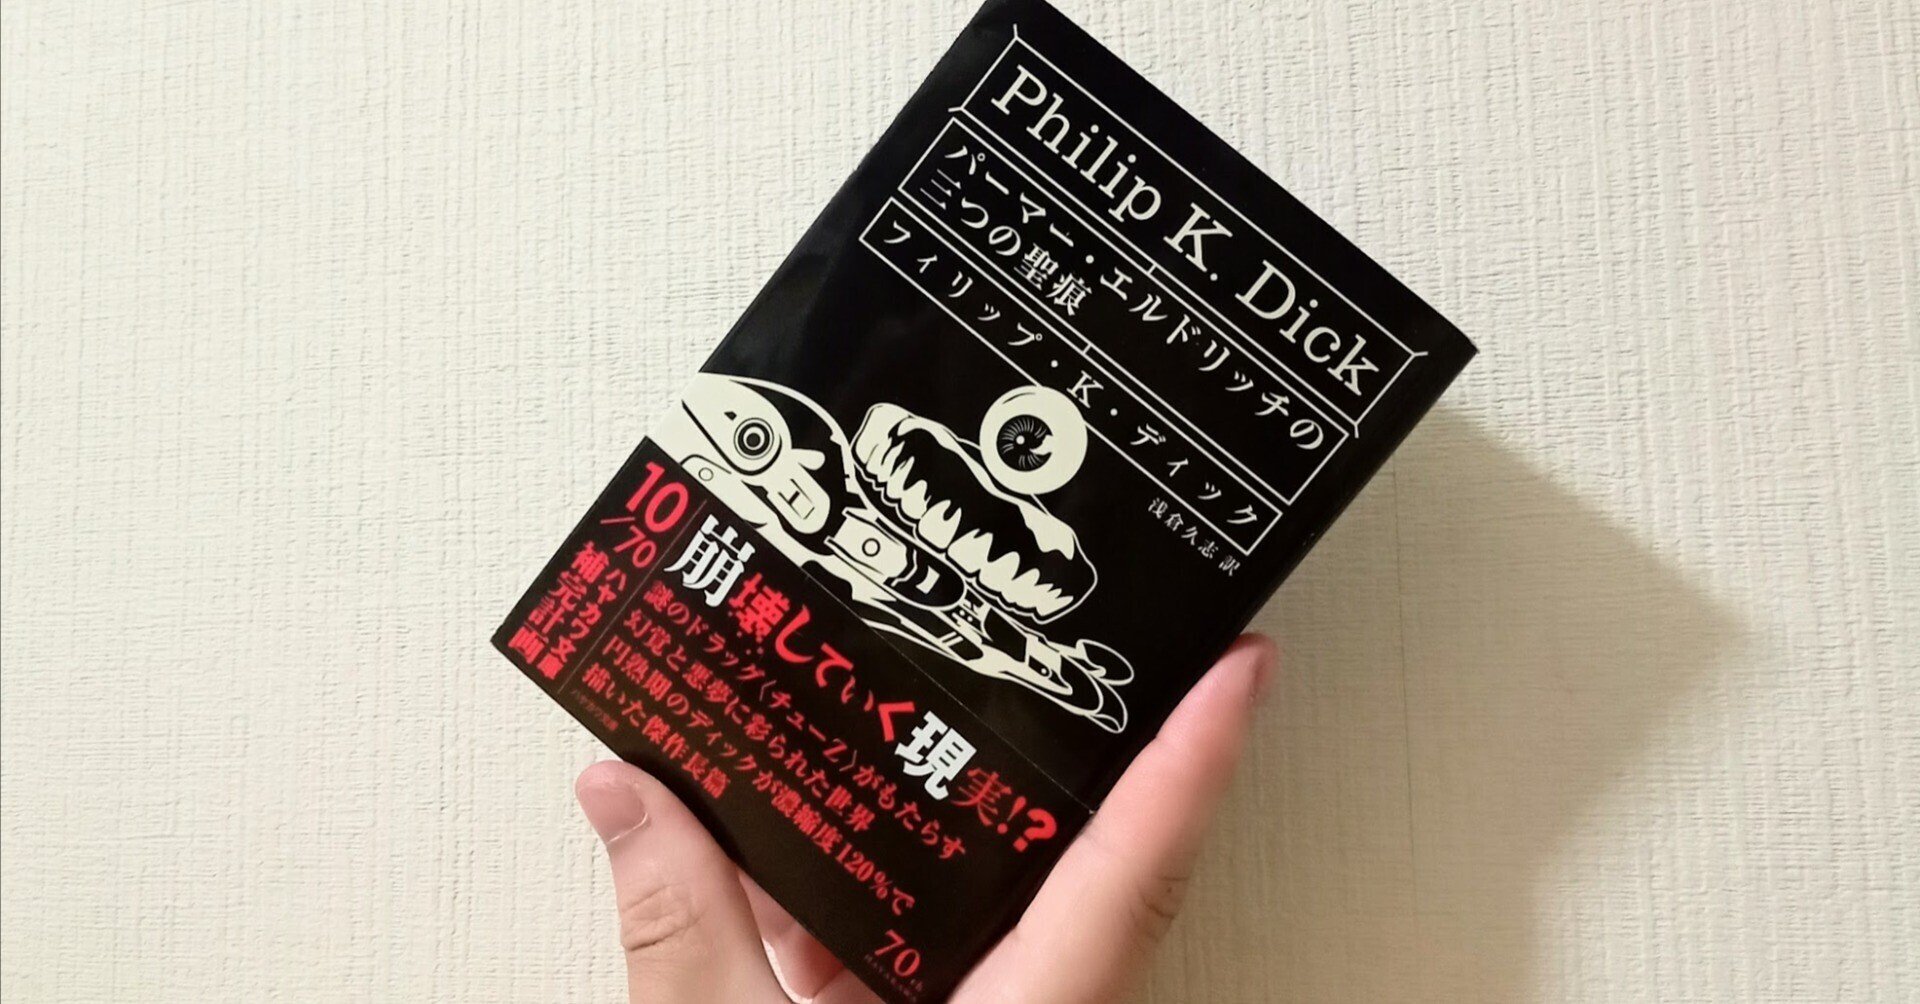 Philip K. Dick
パーマー・エルドリッチの
三つの聖痕
フィリップ・K・ディック
浅倉久志 訳
崩壊していく現実!?
謎のドラッグ〈チューZ〉がもたらす
幻覚と悪夢に彩られた世界
円熟期のディックが濃縮度120%で
描いた傑作長篇
10/70
ハヤカワ文庫
補完計画
70th